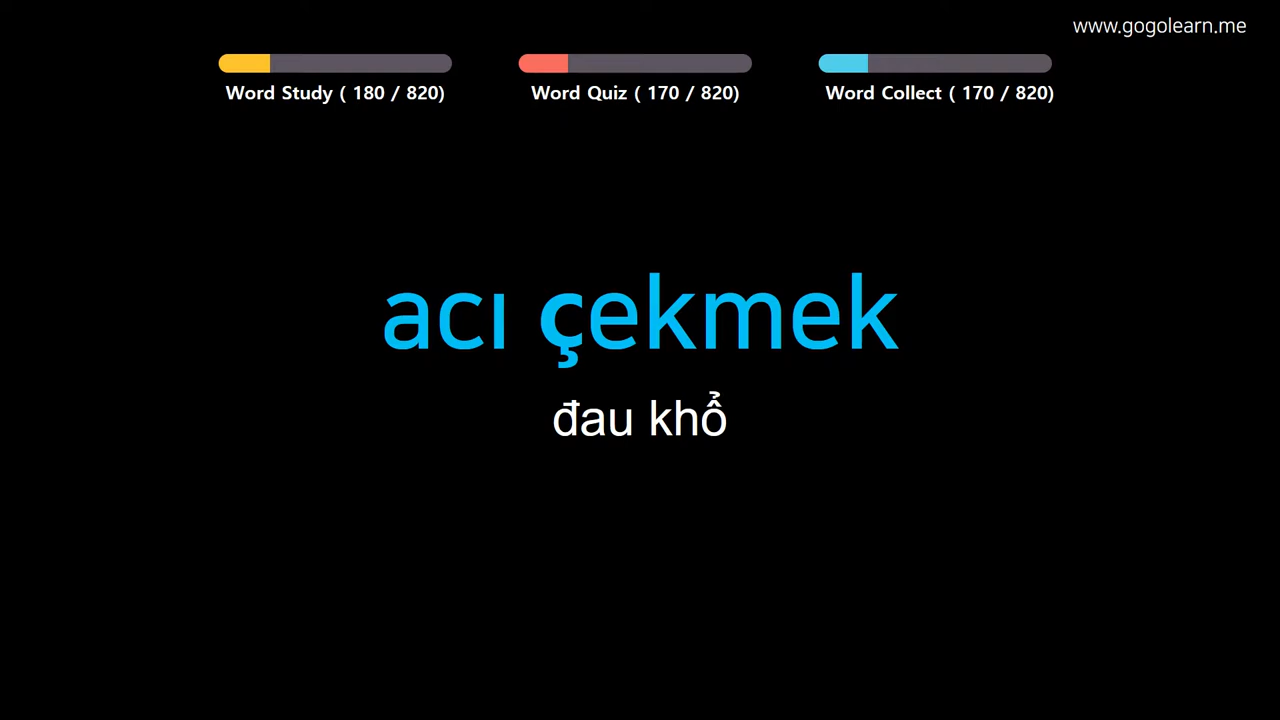 www.gogolearn.me
Word Study ( 180 / 820)
Word Quiz ( 170 / 820)
Word Collect ( 170 / 820)
acı çekmek
đau khổ